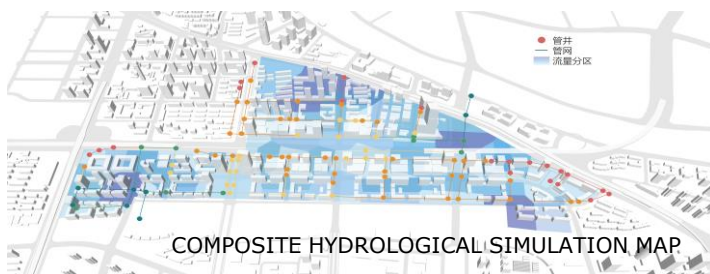 管井
管网
流量分区
COMPOSITE HYDROLOGICAL SIMULATION MAP